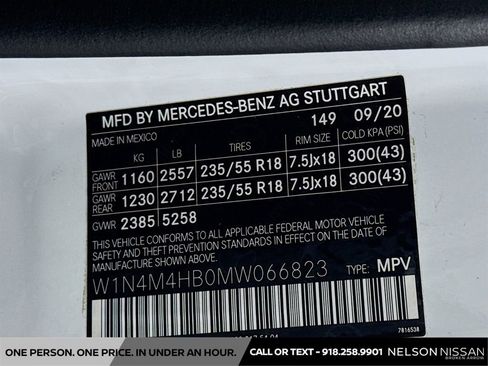 MFD BY MERCEDES-BENZ AG STUTTGART
MADE IN MEXICO 149 09/20
KG LB TIRES RIM SIZE COLD KPA (PSI)
GAWR FRONT 1160 2557 235/55 R18 7.5Jx18 300(43)
GAWR REAR 1230 2712 235/55 R18 7.5Jx18 300(43)
GVWR 2385 5258
THIS VEHICLE CONFORMS TO ALL APPLICABLE FEDERAL MOTOR VEHICLE
SAFETY AND THEFT PREVENTION STANDARDS IN EFFECT ON THE DATE OF
MANUFACTURE SHOWN ABOVE.
W1N4M4HB0MW066823 TYPE: MPV
7816538
ONE PERSON. ONE PRICE. IN UNDER AN HOUR. CALL OR TEXT - 918.258.9901 NELSON NISSAN
BROKEN ARROW